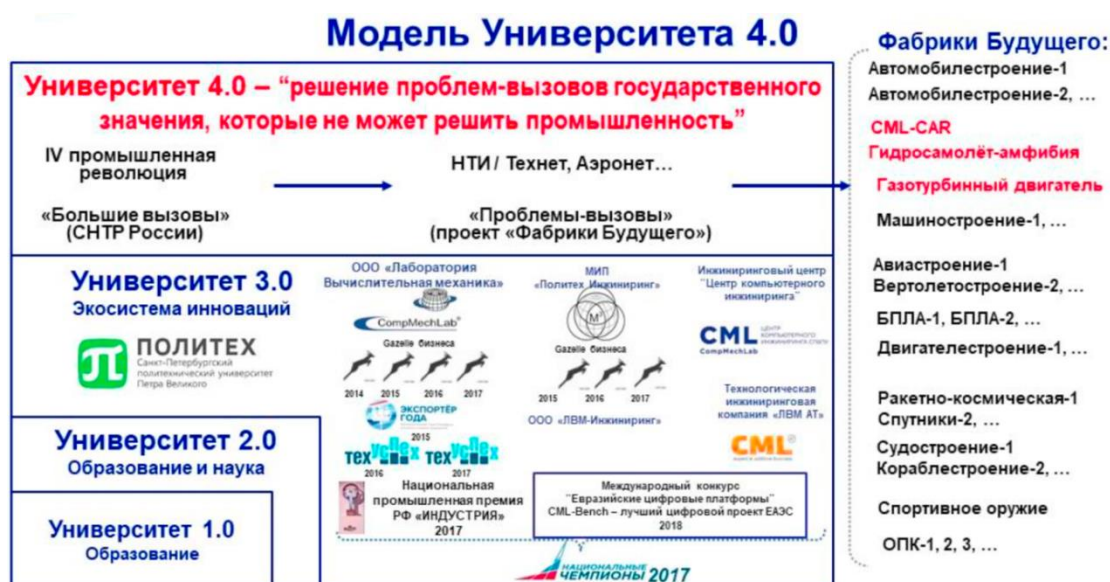 Модель Университета 4.0
Университет 4.0 – “решение проблем-вызовов государственного
значения, которые не может решить промышленность”
IV промышленная
революция
«Большие вызовы»
(СНТР России)
НТИ / Технет, Аэронет…
«Проблемы-вызовы»
(проект «Фабрики Будущего»)
Университет 3.0
Экосистема инноваций
ПОЛИТЕХ
Санкт-Петербургский
политехнический университет
Петра Великого
ООО «Лаборатория
Вычислительная механика»
CompMechLab®
Gazelle бизнеса
2014 2015 2016 2017
ЭКСПОРТЁР
ГОДА
2015
техуспех техуспех
2016 2017
Национальная
промышленная премия
РФ «ИНДУСТРИЯ»
2017
МИП
«Политех Инжиниринг»
M³
Gazelle бизнеса
2015 2016 2017
ООО «ЛВМ-Инжиниринг»
Инжиниринговый центр
"Центр компьютерного
инжиниринга"
CML
CompMechLab
ЦЕНТР
КОМПЬЮТЕРНОГО
ИНЖИНИРИНГА СПбПУ
Технологическая
инжиниринговая
компания «ЛВМ АТ»
CML®
Международный конкурс
"Евразийские цифровые платформы"
CML-Bench – лучший цифровой проект ЕАЭС
2018
НАЦИОНАЛЬНЫЕ
ЧЕМПИОНЫ 2017
Университет 2.0
Образование и наука
Университет 1.0
Образование
Фабрики Будущего:
Автомобилестроение-1
Автомобилестроение-2, …
CML-CAR
Гидросамолёт-амфибия
Газотурбинный двигатель
Машиностроение-1, …
Авиастроение-1
Вертолетостроение-2, …
БПЛА-1, БПЛА-2, …
Двигателестроение-1, …
Ракетно-космическая-1
Спутники-2, …
Судостроение-1
Кораблестроение-2, …
Спортивное оружие
ОПК-1, 2, 3, …